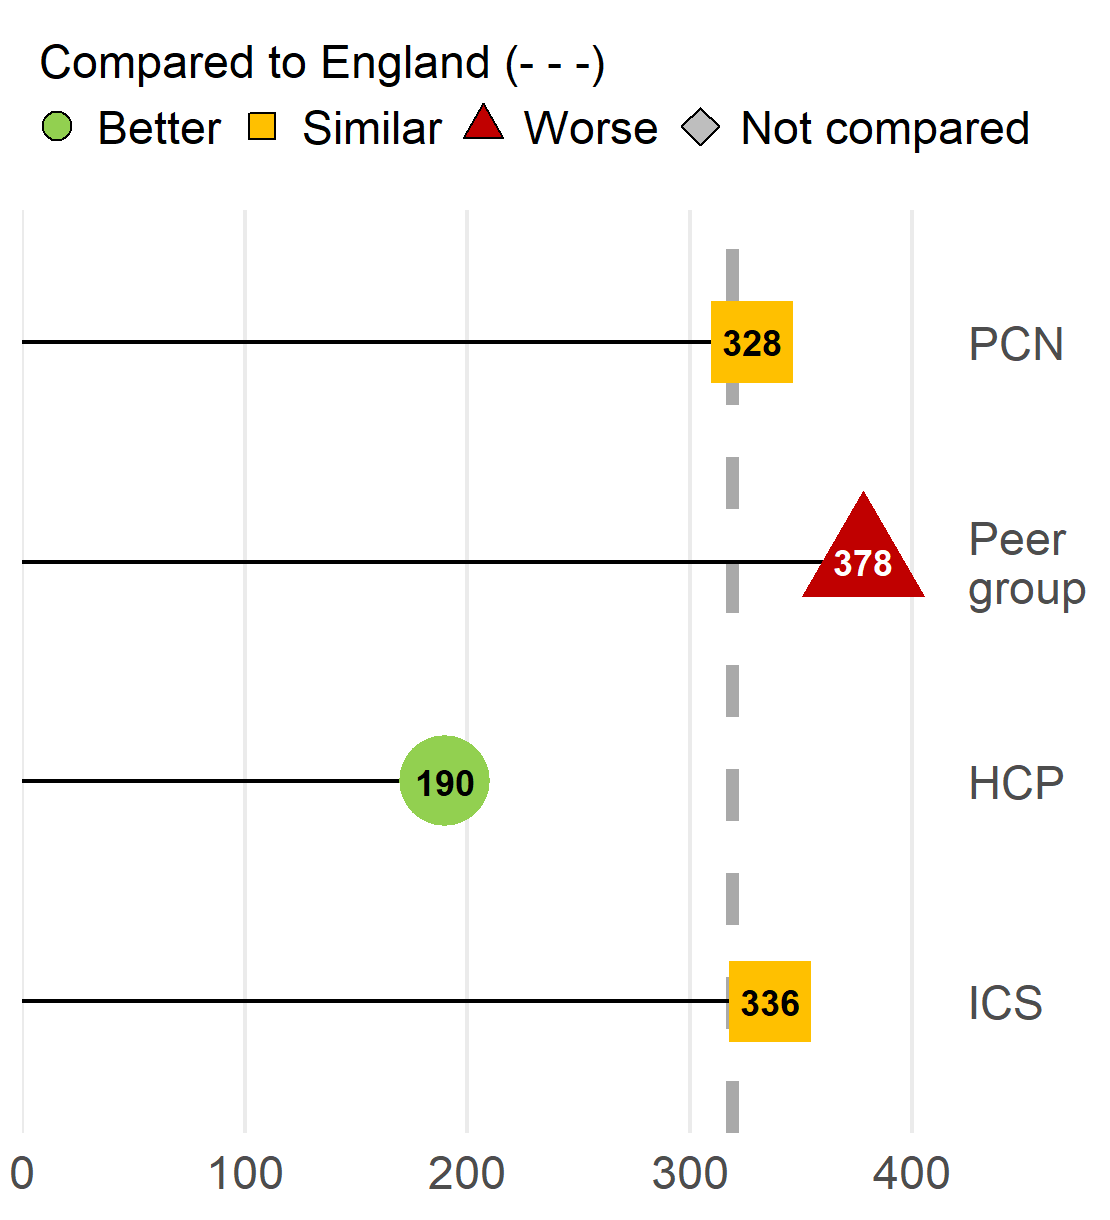 Compared to England (- - -)
Better Similar Worse Not compared
328 PCN
378 Peer
group
190 HCP
336 ICS
0 100 200 300 400